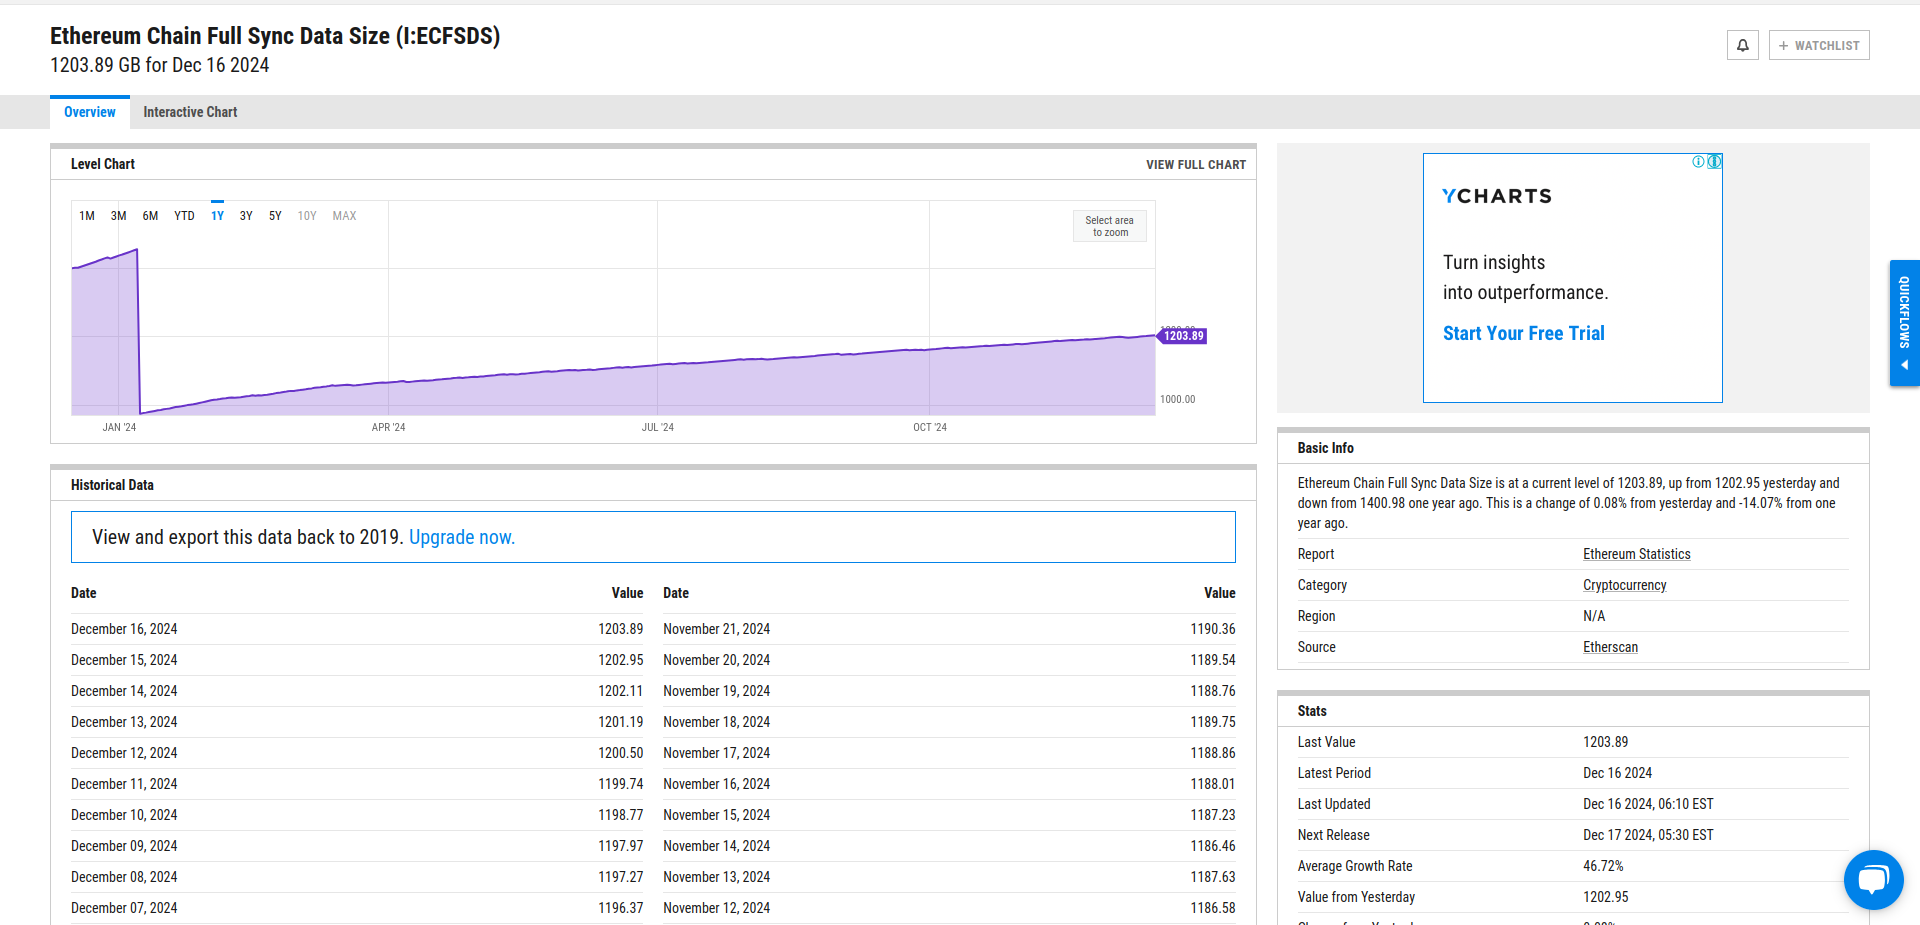 Ethereum Chain Full Sync Data Size (I:ECFSDS)
1203.89 GB for Dec 16 2024
+ WATCHLIST
Overview
Interactive Chart
Level Chart
VIEW FULL CHART
1M 3M 6M YTD 1Y 3Y 5Y 10Y MAX
Select area
to zoom
1203.89
1000.00
JAN '24
APR '24
JUL '24
OCT '24
Historical Data
View and export this data back to 2019. Upgrade now.
Date Value Date Value
December 16, 2024 1203.89 November 21, 2024 1190.36
December 15, 2024 1202.95 November 20, 2024 1189.54
December 14, 2024 1202.11 November 19, 2024 1188.76
December 13, 2024 1201.19 November 18, 2024 1189.75
December 12, 2024 1200.50 November 17, 2024 1188.86
December 11, 2024 1199.74 November 16, 2024 1188.01
December 10, 2024 1198.77 November 15, 2024 1187.23
December 09, 2024 1197.97 November 14, 2024 1186.46
December 08, 2024 1197.27 November 13, 2024 1187.63
December 07, 2024 1196.37 November 12, 2024 1186.58
YCHARTS
Turn insights
into outperformance.
Start Your Free Trial
QUICKFLOWS
Basic Info
Ethereum Chain Full Sync Data Size is at a current level of 1203.89, up from 1202.95 yesterday and
down from 1400.98 one year ago. This is a change of 0.08% from yesterday and -14.07% from one
year ago.
Report Ethereum Statistics
Category Cryptocurrency
Region N/A
Source Etherscan
Stats
Last Value 1203.89
Latest Period Dec 16 2024
Last Updated Dec 16 2024, 06:10 EST
Next Release Dec 17 2024, 05:30 EST
Average Growth Rate 46.72%
Value from Yesterday 1202.95